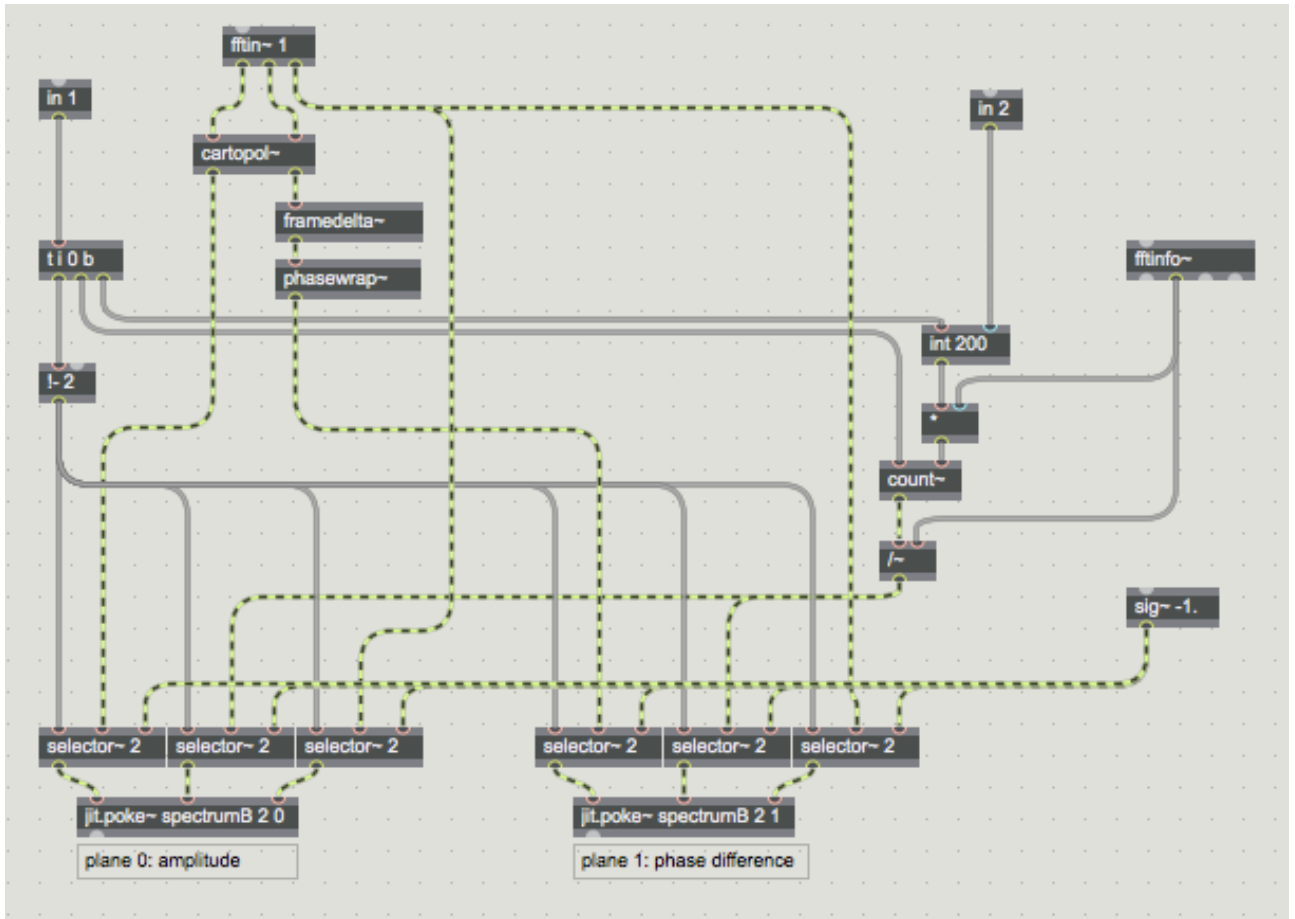 fftin~ 1
in 1
in 2
cartopol~
framedelta~
t i 0 b
fftinfo~
phasewrap~
int 200
!- 2
*
count~
/~
sig~ -1.
selector~ 2
selector~ 2
selector~ 2
selector~ 2
selector~ 2
selector~ 2
jit.poke~ spectrumB 2 0
jit.poke~ spectrumB 2 1
plane 0: amplitude
plane 1: phase difference